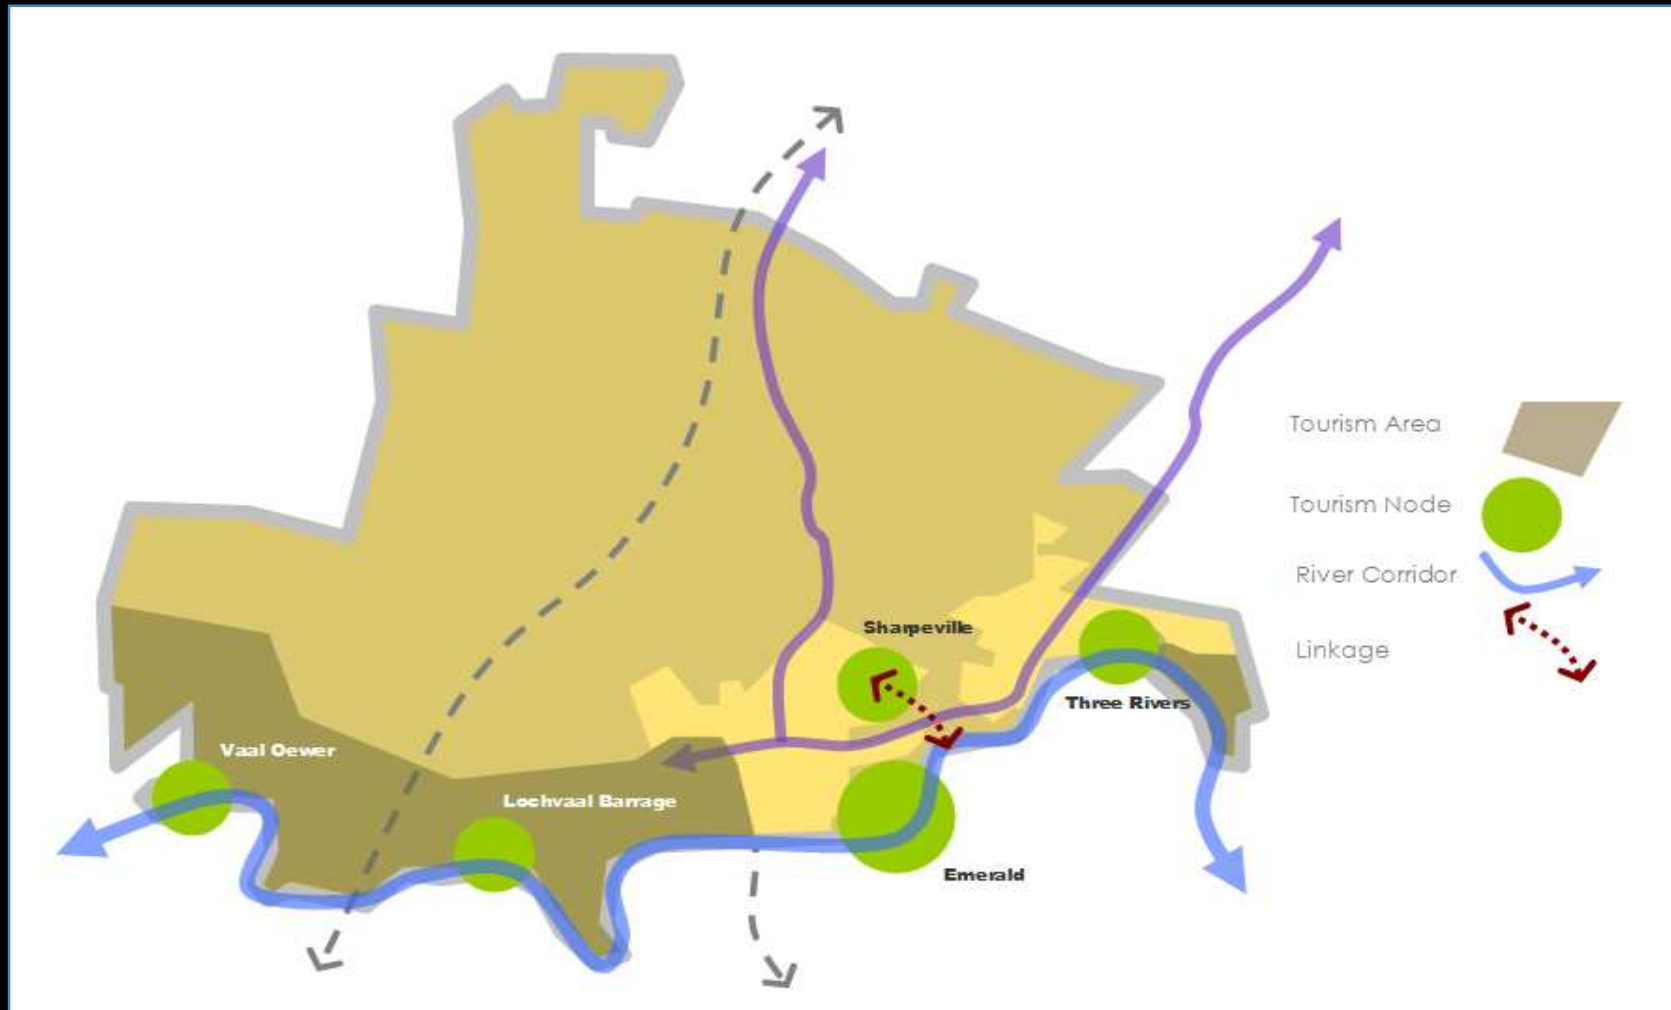 Tourism Area
Tourism Node
River Corridor
Linkage
Sharpeville
Three Rivers
Vaal Oewer
Lochvaal Barrage
Emerald